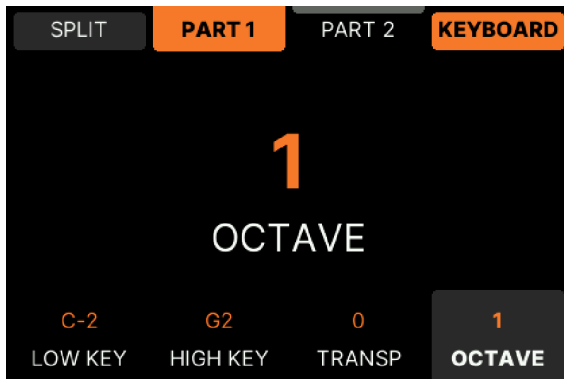 SPLIT PART 1 PART 2 KEYBOARD
1
OCTAVE
C-2 G2 0 1
LOW KEY HIGH KEY TRANSP OCTAVE